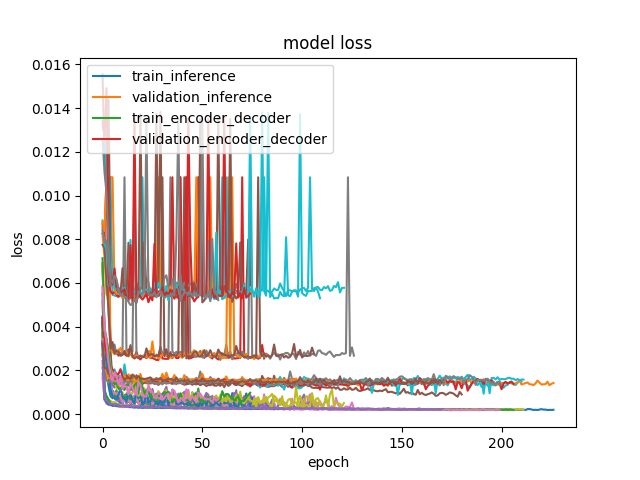 model loss
0.016
0.014
0.012
0.010
0.008
0.006
0.004
0.002
0.000
loss
train_inference
validation_inference
train_encoder_decoder
validation_encoder_decoder
0
50
100
150
200
epoch